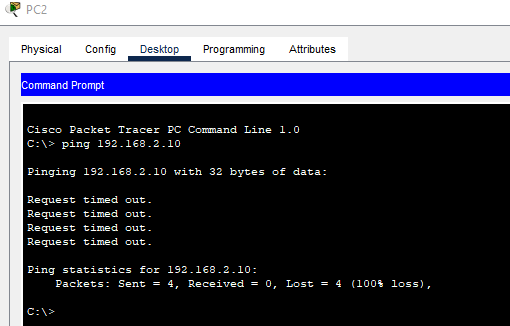 PC2
Physical Config Desktop Programming Attributes
Command Prompt
Cisco Packet Tracer PC Command Line 1.0
C:\> ping 192.168.2.10
Pinging 192.168.2.10 with 32 bytes of data:
Request timed out.
Request timed out.
Request timed out.
Request timed out.
Ping statistics for 192.168.2.10:
Packets: Sent = 4, Received = 0, Lost = 4 (100% loss),
C:\>